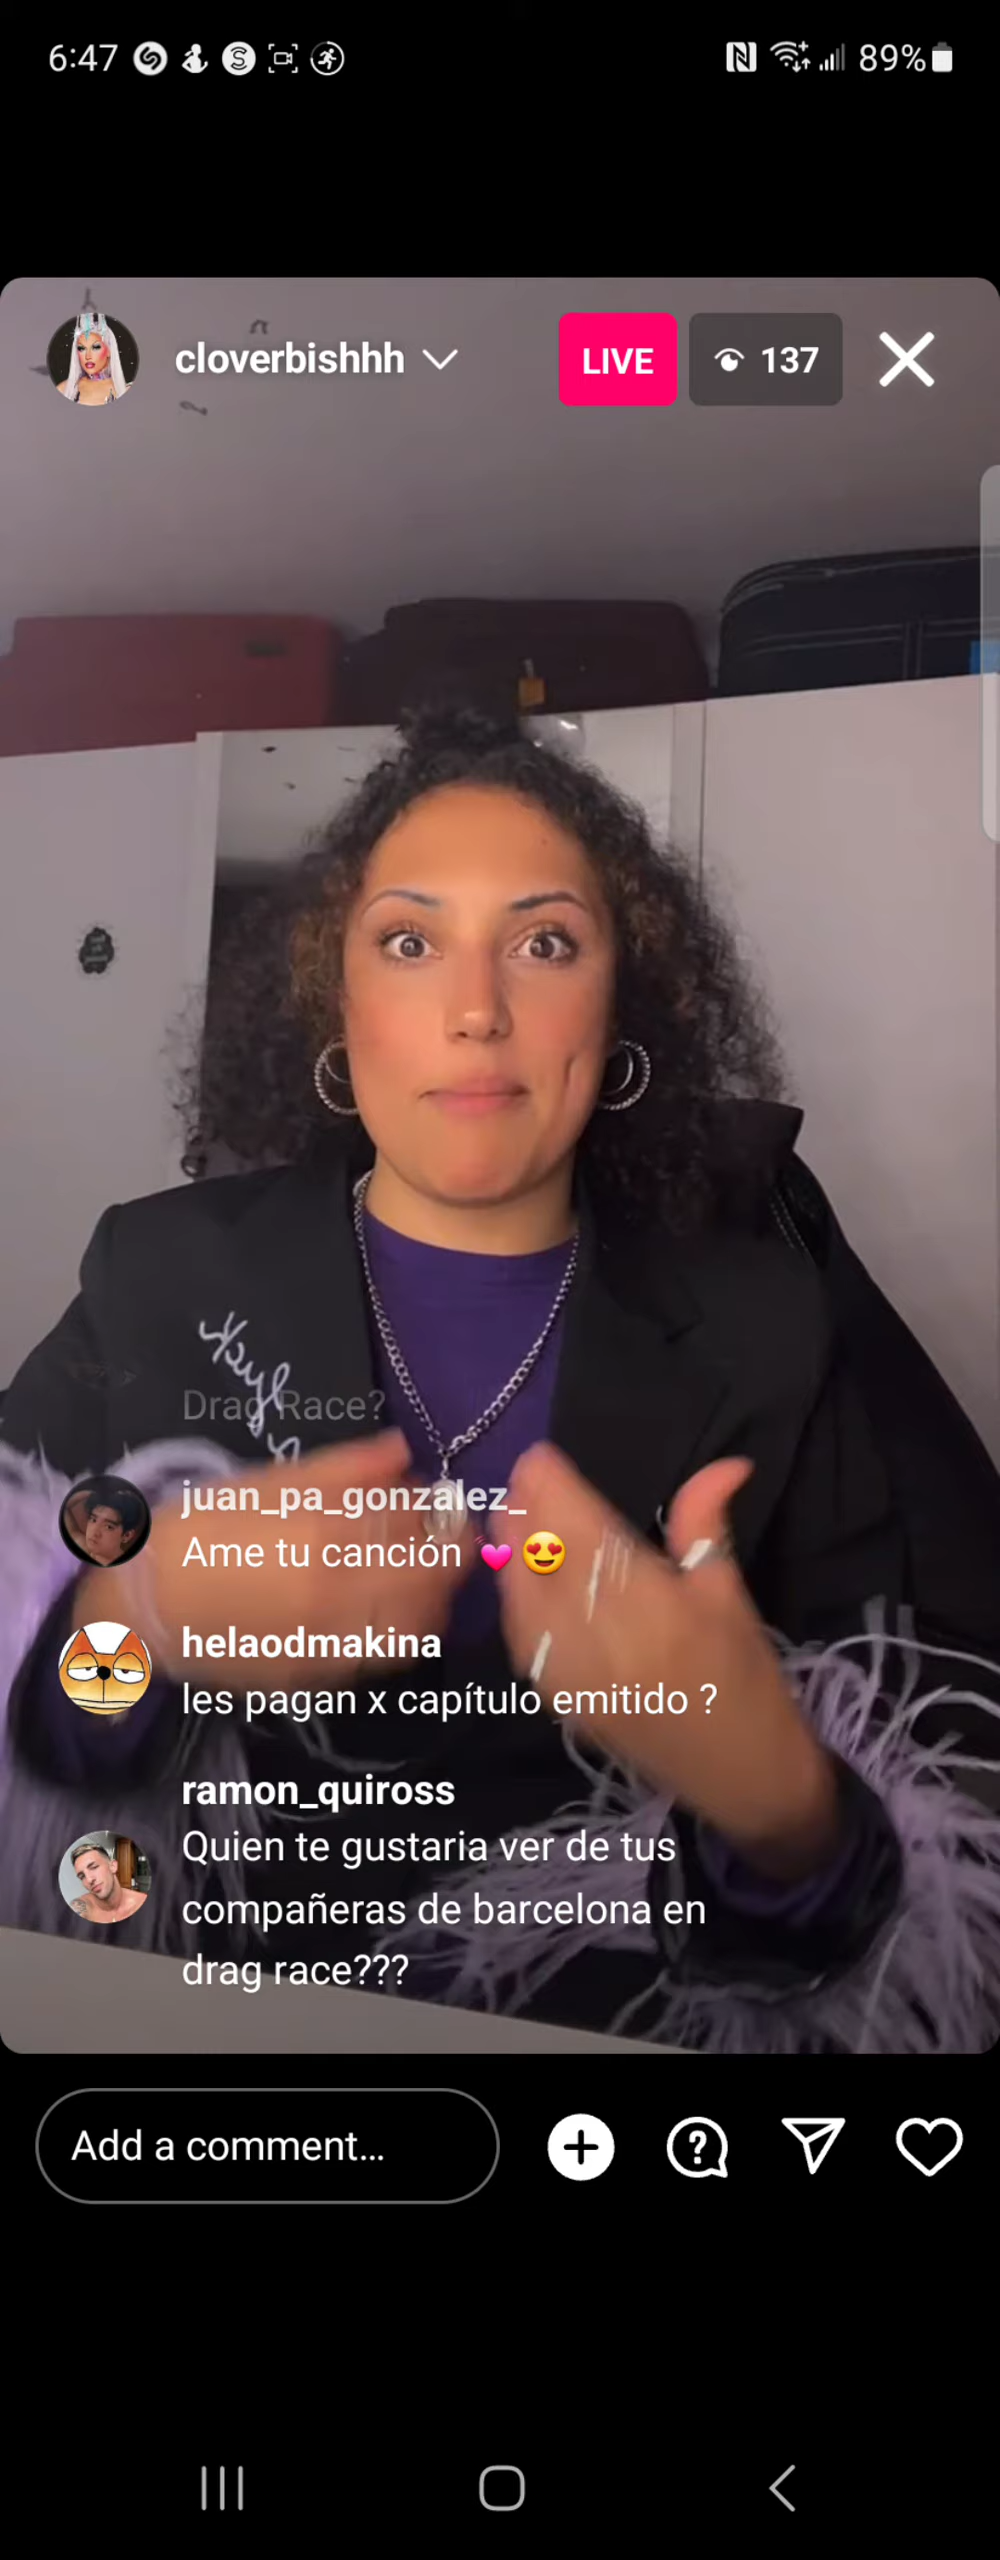 6:47
89%
cloverbishhh
LIVE
137
Drag Race?
juan_pa_gonzalez_
Ame tu canción 💓😍
helaodmakina
les pagan x capítulo emitido ?
ramon_quiross
Quien te gustaria ver de tus
compañeras de barcelona en
drag race???
Add a comment...